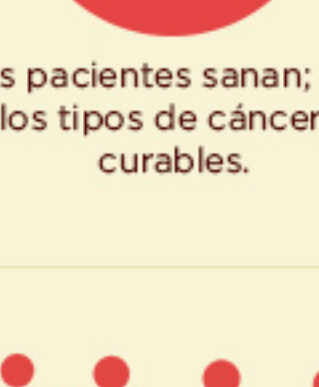 s pacientes sanan;
los tipos de cáncer
curables.